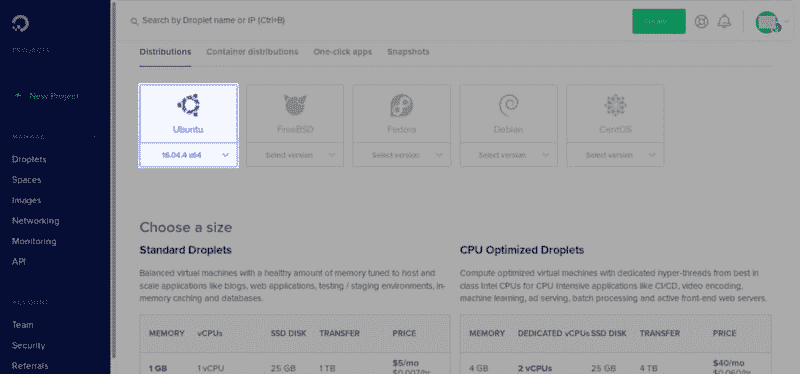 Search by Droplet name or IP (Ctrl+B)
Create
PROJECTS
+ New Project
MANAGE
Droplets
Spaces
Images
Networking
Monitoring
API
ACCOUNT
Team
Security
Referrals
Distributions Container distributions One-click apps Snapshots
Ubuntu FreeBSD Fedora Debian CentOS
16.04.4 x64 Select version Select version Select version Select version
Choose a size
Standard Droplets
Balanced virtual machines with a healthy amount of memory tuned to host and
scale applications like blogs, web applications, testing / staging environments, in-
memory caching and databases.
MEMORY vCPUs SSD DISK TRANSFER PRICE
1 GB 1 vCPU 25 GB 1 TB $5/mo
$0.007/hr
CPU Optimized Droplets
Compute optimized virtual machines with dedicated hyper-threads from best in
class Intel CPUs for CPU Intensive applications like CI/CD, video encoding,
machine learning, ad serving, batch processing and active front-end web servers.
MEMORY DEDICATED vCPUs SSD DISK TRANSFER PRICE
4 GB 2 vCPUs 25 GB 4 TB $40/mo
$0.060/hr